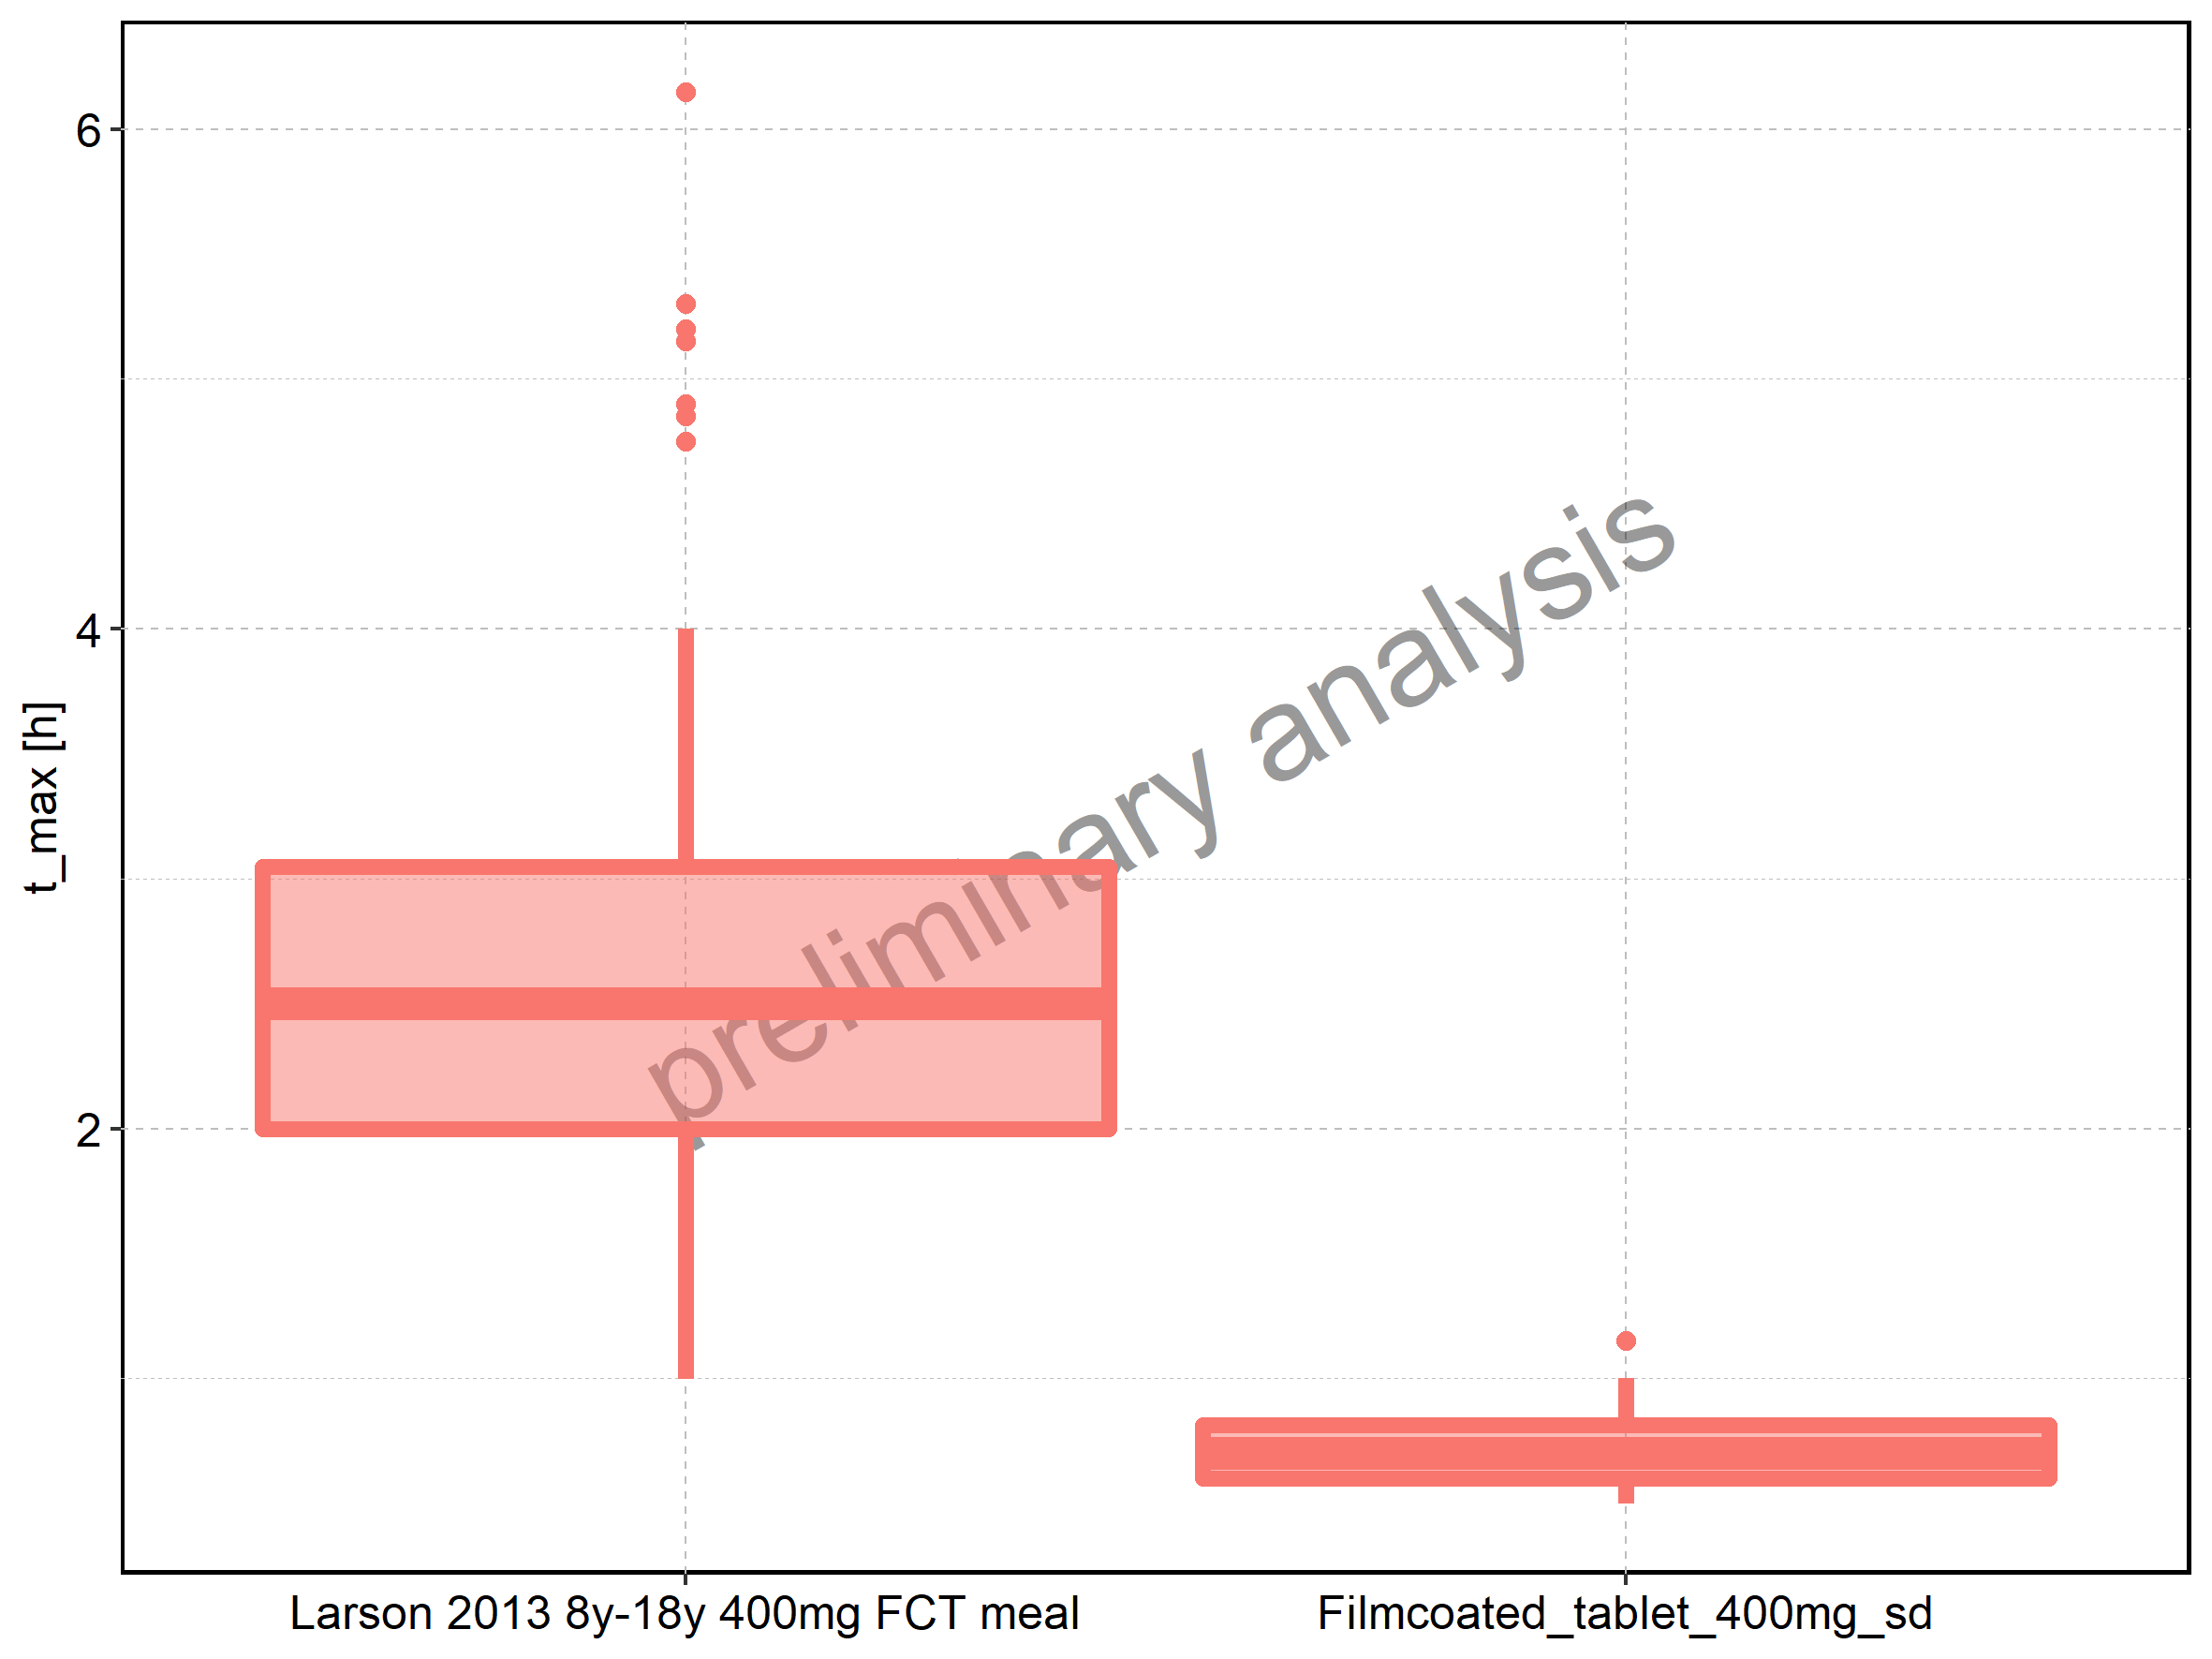 6
4
2
t_max [h]
preliminary analysis
Larson 2013 8y-18y 400mg FCT meal
Filmcoated_tablet_400mg_sd